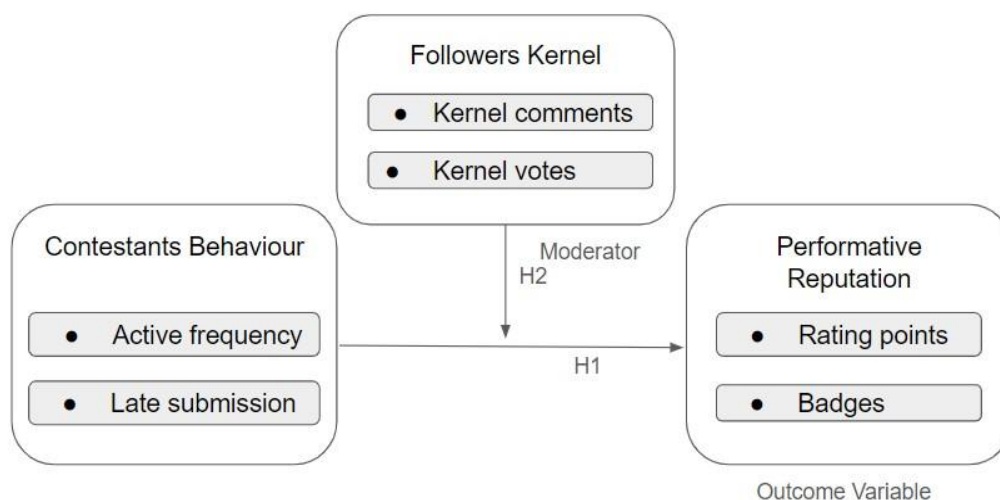 Followers Kernel
● Kernel comments
● Kernel votes
Contestants Behaviour
● Active frequency
● Late submission
Moderator
H2
H1
Performative
Reputation
● Rating points
● Badges
Outcome Variable